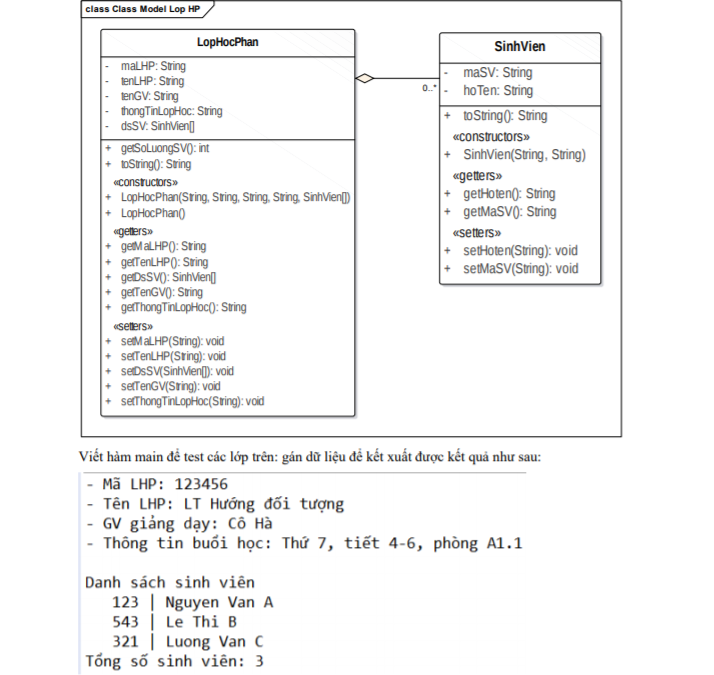 class Class Model Lop HP
LopHocPhan
- maLHP: String
- tenLHP: String
- tenGV: String
- thongTinLopHoc: String
- dsSV: SinhVien[]
+ getSoLuongSV(): int
+ toString(): String
«constructors»
+ LopHocPhan(String, String, String, String, SinhVien[])
+ LopHocPhan()
«getters»
+ getMaLHP(): String
+ getTenLHP(): String
+ getDsSV(): SinhVien[]
+ getTenGV(): String
+ getThongTinLopHoc(): String
«setters»
+ setMaLHP(String): void
+ setTenLHP(String): void
+ setDsSV(SinhVien[]): void
+ setTenGV(String): void
+ setThongTinLopHoc(String): void
0..*
SinhVien
- maSV: String
- hoTen: String
+ toString(): String
«constructors»
+ SinhVien(String, String)
«getters»
+ getHoten(): String
+ getMaSV(): String
«setters»
+ setHoten(String): void
+ setMaSV(String): void
Viết hàm main để test các lớp trên: gán dữ liệu để kết xuất được kết quả như sau:
- Mã LHP: 123456
- Tên LHP: LT Hướng đối tượng
- GV giảng dạy: Cô Hà
- Thông tin buổi học: Thứ 7, tiết 4-6, phòng A1.1
Danh sách sinh viên
123 | Nguyen Van A
543 | Le Thi B
321 | Luong Van C
Tổng số sinh viên: 3